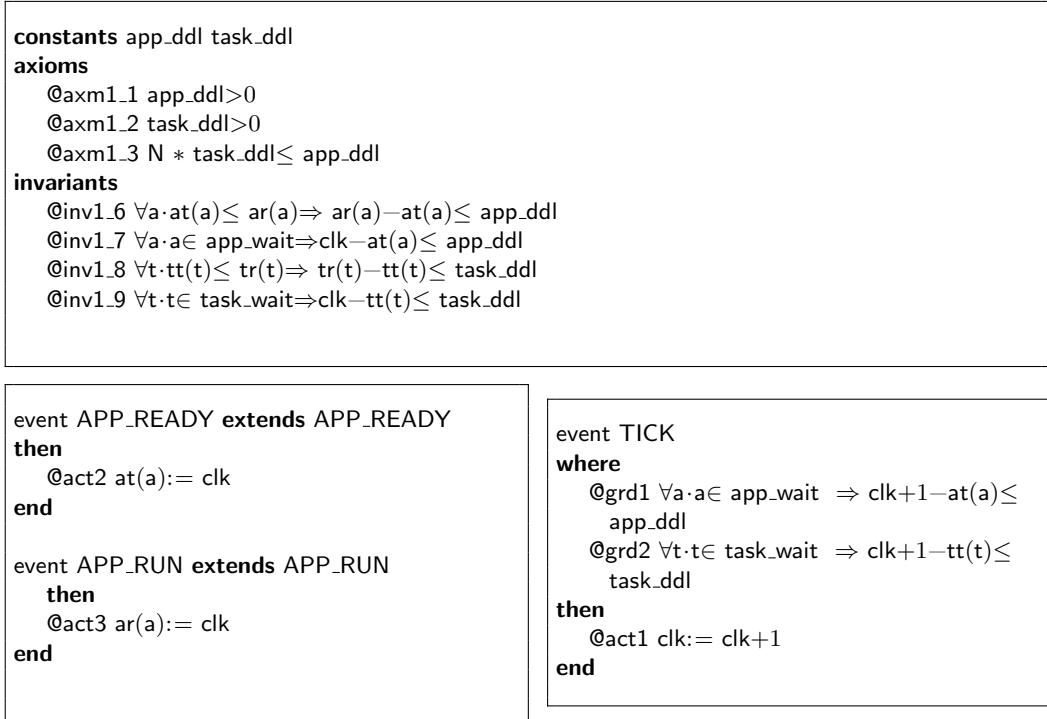 constants app_ddl task_ddl
axioms
@axm1_1 app_ddl>0
@axm1_2 task_ddl>0
@axm1_3 N ∗ task_ddl≤ app_ddl
invariants
@inv1_6 ∀a·at(a)≤ ar(a)⇒ ar(a)−at(a)≤ app_ddl
@inv1_7 ∀a·a∈ app_wait⇒clk−at(a)≤ app_ddl
@inv1_8 ∀t·tt(t)≤ tr(t)⇒ tr(t)−tt(t)≤ task_ddl
@inv1_9 ∀t·t∈ task_wait⇒clk−tt(t)≤ task_ddl
event APP_READY extends APP_READY
then
@act2 at(a):= clk
end
event APP_RUN extends APP_RUN
then
@act3 ar(a):= clk
end
event TICK
where
@grd1 ∀a·a∈ app_wait ⇒ clk+1−at(a)≤
app_ddl
@grd2 ∀t·t∈ task_wait ⇒ clk+1−tt(t)≤
task_ddl
then
@act1 clk:= clk+1
end